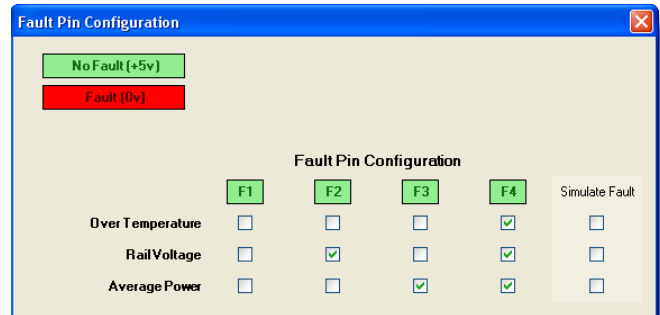 Fault Pin Configuration
No Fault (+5v)
Fault (0v)
Fault Pin Configuration
F1 F2 F3 F4 Simulate Fault
Over Temperature
Rail Voltage
Average Power